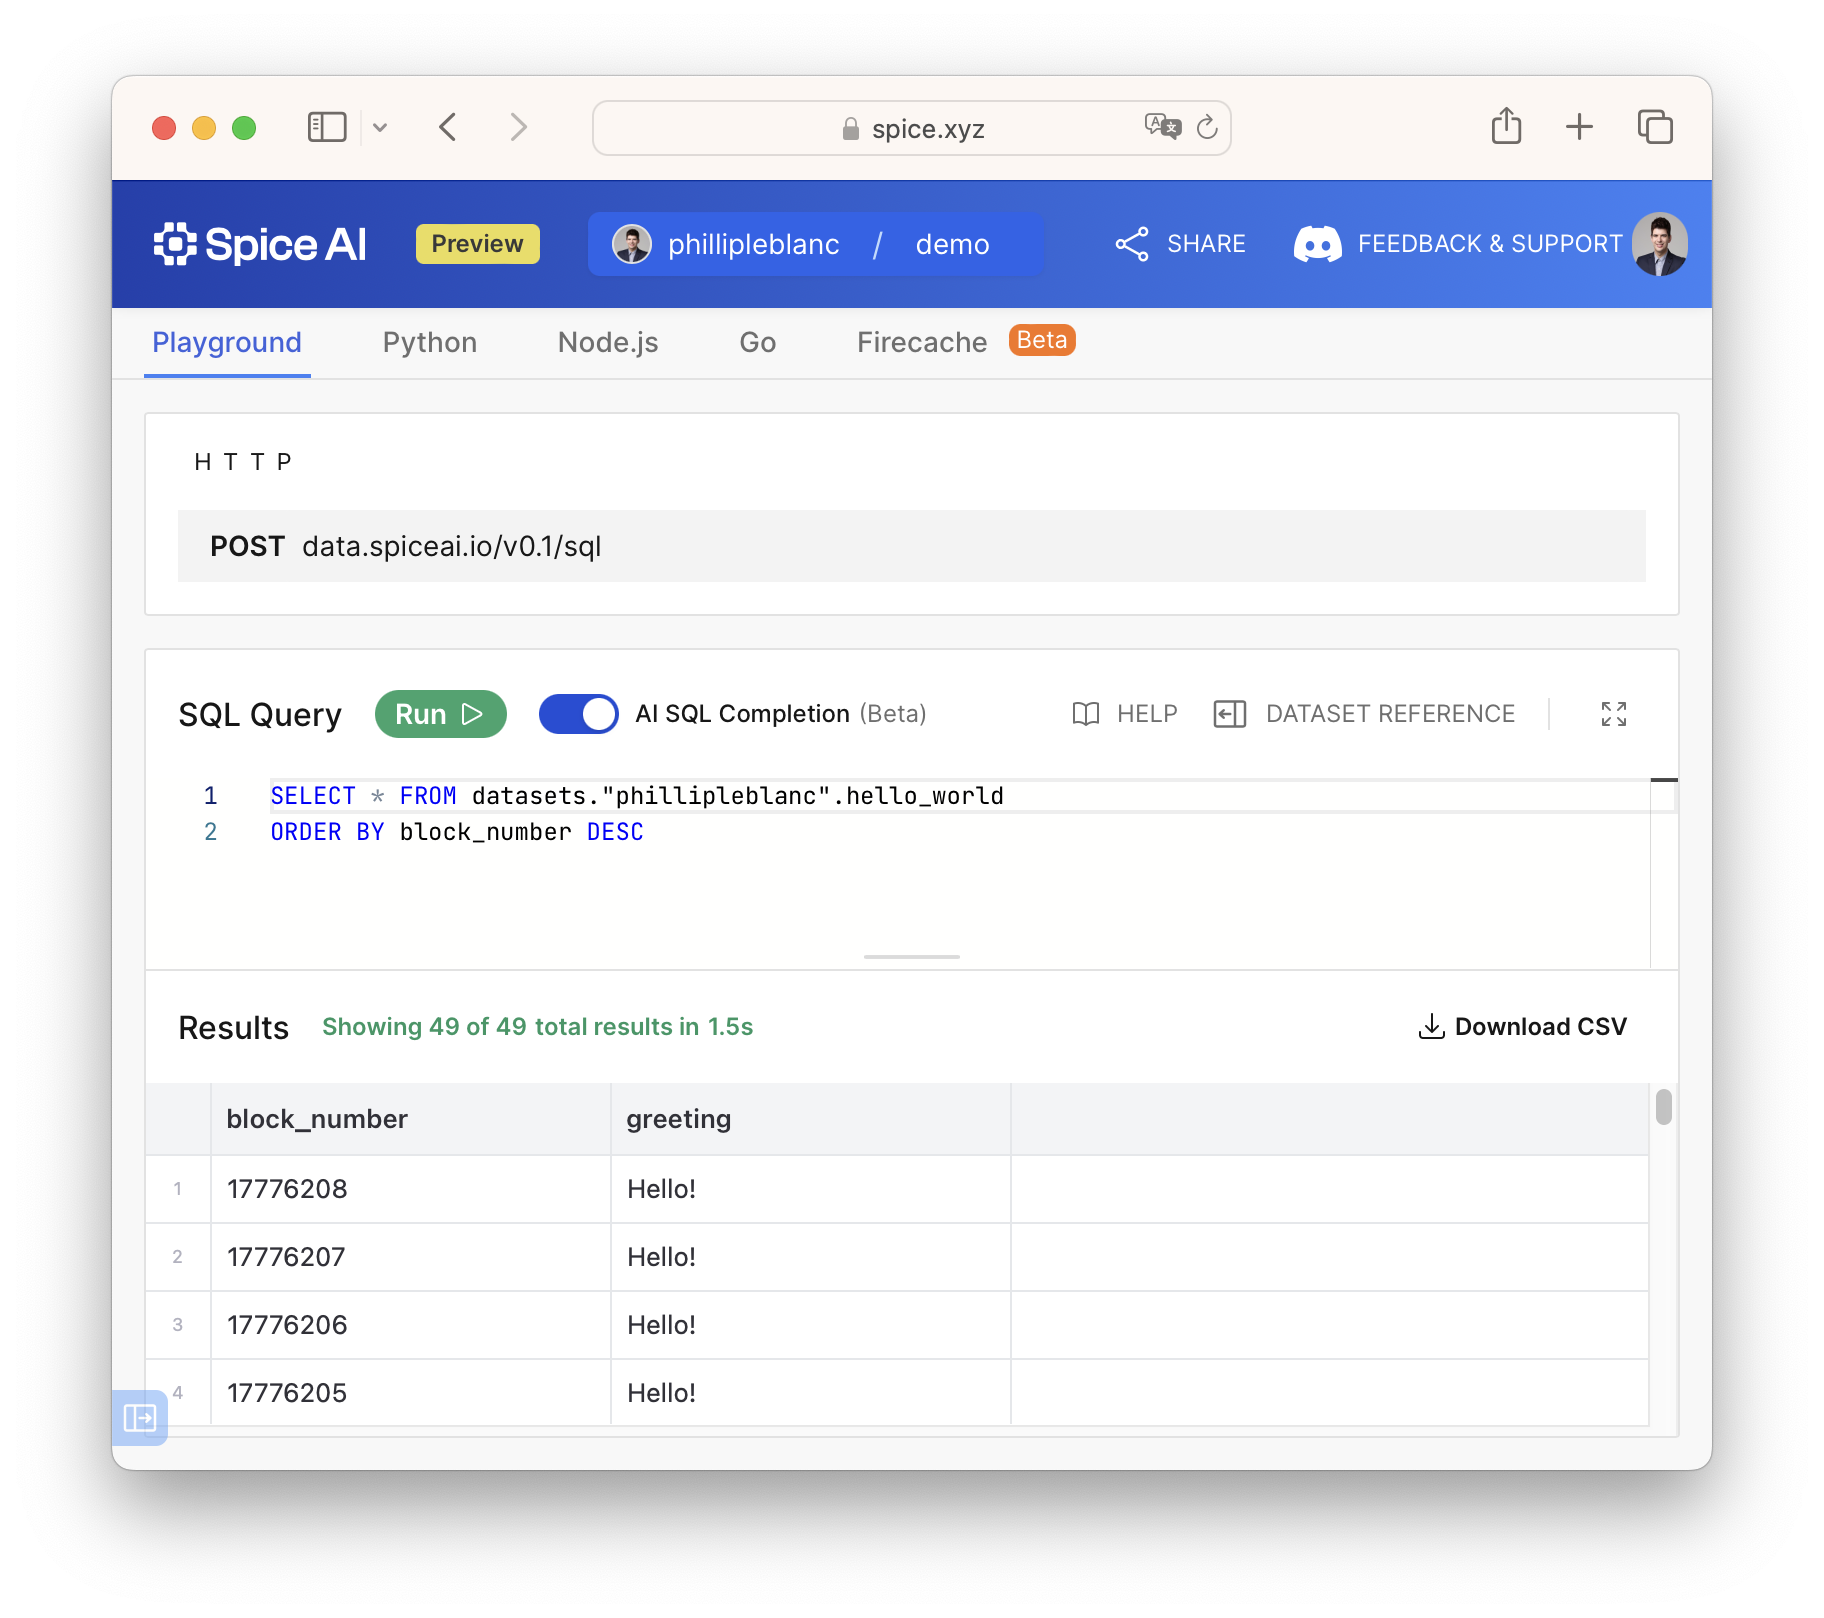 spice.xyz
Spice AI Preview phillipleblanc / demo SHARE FEEDBACK & SUPPORT
Playground Python Node.js Go Firecache Beta
HTTP
POST data.spiceai.io/v0.1/sql
SQL Query Run AI SQL Completion (Beta) HELP DATASET REFERENCE
1 SELECT * FROM datasets."phillipleblanc".hello_world
2 ORDER BY block_number DESC
Results Showing 49 of 49 total results in 1.5s Download CSV
block_number greeting
1 17776208 Hello!
2 17776207 Hello!
3 17776206 Hello!
4 17776205 Hello!